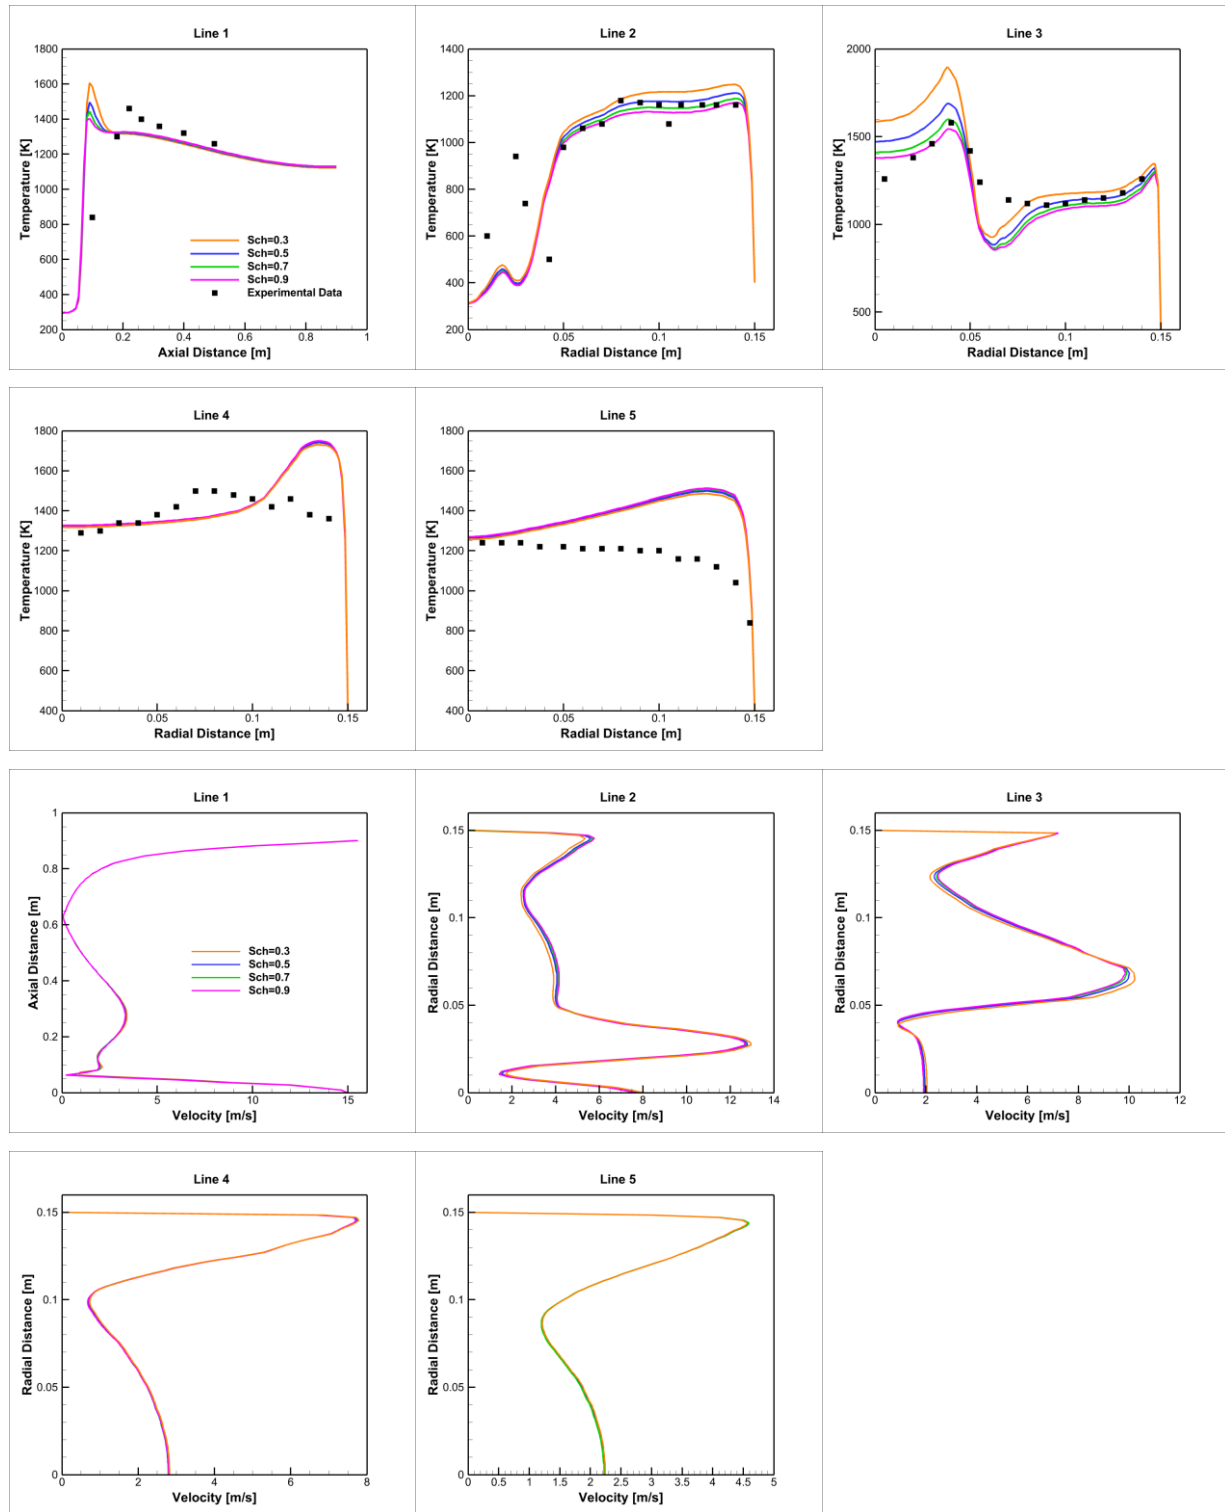 Line 1
Temperature [K]
1800
1600
1400
1200
1000
800
600
400
200
0 0.2 0.4 0.6 0.8 1
Axial Distance [m]
Sch=0.3
Sch=0.5
Sch=0.7
Sch=0.9
Experimental Data
Line 2
Temperature [K]
1400
1200
1000
800
600
400
200
0 0.05 0.1 0.15
Radial Distance [m]
Line 3
Temperature [K]
2000
1500
1000
500
0 0.05 0.1 0.15
Radial Distance [m]
Line 4
Temperature [K]
1800
1600
1400
1200
1000
800
600
400
0 0.05 0.1 0.15
Radial Distance [m]
Line 5
Temperature [K]
1800
1600
1400
1200
1000
800
600
400
0 0.05 0.1 0.15
Radial Distance [m]
Line 1
Axial Distance [m]
1
0.8
0.6
0.4
0.2
0
0 5 10 15
Velocity [m/s]
Sch=0.3
Sch=0.5
Sch=0.7
Sch=0.9
Line 2
Radial Distance [m]
0.15
0.1
0.05
0
0 2 4 6 8 10 12 14
Velocity [m/s]
Line 3
Radial Distance [m]
0.15
0.1
0.05
0
0 2 4 6 8 10 12
Velocity [m/s]
Line 4
Radial Distance [m]
0.15
0.1
0.05
0
0 2 4 6 8
Velocity [m/s]
Line 5
Radial Distance [m]
0.15
0.1
0.05
0
0 0.5 1 1.5 2 2.5 3 3.5 4 4.5 5
Velocity [m/s]